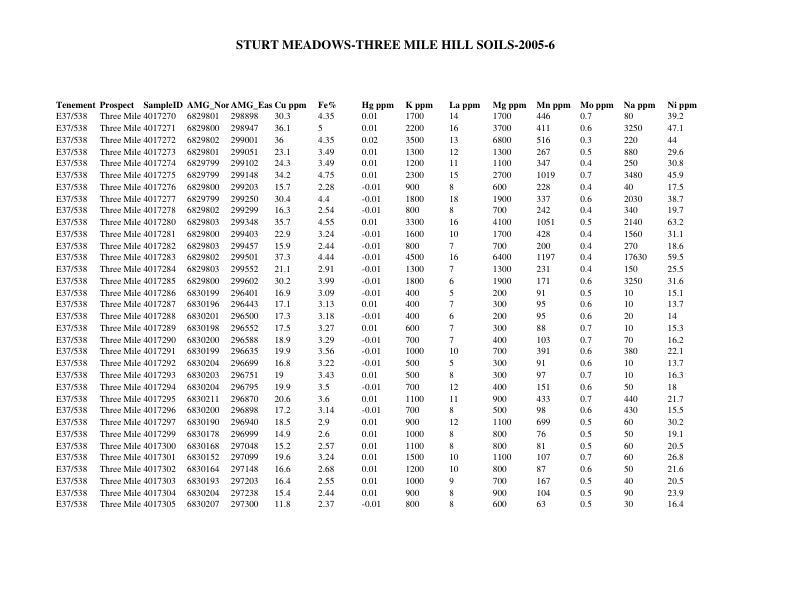 STURT MEADOWS-THREE MILE HILL SOILS-2005-6
Tenement Prospect SampleID AMG_Nor AMG_Eas Cu ppm Fe% Hg ppm K ppm La ppm Mg ppm Mn ppm Mo ppm Na ppm Ni ppm
E37/538 Three Mile 4017270 6829801 298898 30.3 4.35 0.01 1700 14 1700 446 0.7 80 39.2
E37/538 Three Mile 4017271 6829800 298947 36.1 5 0.01 2200 16 3700 411 0.6 3250 47.1
E37/538 Three Mile 4017272 6829802 299001 36 4.35 0.02 3500 13 6800 516 0.3 220 44
E37/538 Three Mile 4017273 6829801 299051 23.1 3.49 0.01 1300 12 1300 267 0.5 880 29.6
E37/538 Three Mile 4017274 6829799 299102 24.3 3.49 0.01 1200 11 1100 347 0.4 250 30.8
E37/538 Three Mile 4017275 6829799 299148 34.2 4.75 0.01 2300 15 2700 1019 0.7 3480 45.9
E37/538 Three Mile 4017276 6829800 299203 15.7 2.28 -0.01 900 8 600 228 0.4 40 17.5
E37/538 Three Mile 4017277 6829799 299250 30.4 4.4 -0.01 1800 18 1900 337 0.6 2030 38.7
E37/538 Three Mile 4017278 6829802 299299 16.3 2.54 -0.01 800 8 700 242 0.4 340 19.7
E37/538 Three Mile 4017280 6829803 299348 35.7 4.55 0.01 3300 16 4100 1051 0.5 2140 63.2
E37/538 Three Mile 4017281 6829800 299403 22.9 3.24 -0.01 1600 10 1700 428 0.4 1560 31.1
E37/538 Three Mile 4017282 6829803 299457 15.9 2.44 -0.01 800 7 700 200 0.4 270 18.6
E37/538 Three Mile 4017283 6829802 299501 37.3 4.44 -0.01 4500 16 6400 1197 0.4 17630 59.5
E37/538 Three Mile 4017284 6829803 299552 21.1 2.91 -0.01 1300 7 1300 231 0.4 150 25.5
E37/538 Three Mile 4017285 6829800 299602 30.2 3.99 -0.01 1800 6 1900 171 0.6 3250 31.6
E37/538 Three Mile 4017286 6830199 296401 16.9 3.09 -0.01 400 5 200 91 0.5 10 15.1
E37/538 Three Mile 4017287 6830196 296443 17.1 3.13 0.01 400 7 300 95 0.6 10 13.7
E37/538 Three Mile 4017288 6830201 296500 17.3 3.18 -0.01 400 6 200 95 0.6 20 14
E37/538 Three Mile 4017289 6830198 296552 17.5 3.27 0.01 600 7 300 88 0.7 10 15.3
E37/538 Three Mile 4017290 6830200 296588 18.9 3.29 -0.01 700 7 400 103 0.7 70 16.2
E37/538 Three Mile 4017291 6830199 296635 19.9 3.56 -0.01 1000 10 700 391 0.6 380 22.1
E37/538 Three Mile 4017292 6830204 296699 16.8 3.22 -0.01 500 5 300 91 0.6 10 13.7
E37/538 Three Mile 4017293 6830203 296751 19 3.43 0.01 500 8 300 97 0.7 10 16.3
E37/538 Three Mile 4017294 6830204 296795 19.9 3.5 -0.01 700 12 400 151 0.6 50 18
E37/538 Three Mile 4017295 6830211 296870 20.6 3.6 0.01 1100 11 900 433 0.7 440 21.7
E37/538 Three Mile 4017296 6830200 296898 17.2 3.14 -0.01 700 8 500 98 0.6 430 15.5
E37/538 Three Mile 4017297 6830190 296940 18.5 2.9 0.01 900 12 1100 699 0.5 60 30.2
E37/538 Three Mile 4017299 6830178 296999 14.9 2.6 0.01 1000 8 800 76 0.5 50 19.1
E37/538 Three Mile 4017300 6830168 297048 15.2 2.57 0.01 1100 8 800 81 0.5 60 20.5
E37/538 Three Mile 4017301 6830152 297099 19.6 3.24 0.01 1500 10 1100 107 0.7 60 26.8
E37/538 Three Mile 4017302 6830164 297148 16.6 2.68 0.01 1200 10 800 87 0.6 50 21.6
E37/538 Three Mile 4017303 6830193 297203 16.4 2.55 0.01 1000 9 700 167 0.5 40 20.5
E37/538 Three Mile 4017304 6830204 297238 15.4 2.44 0.01 900 8 900 104 0.5 90 23.9
E37/538 Three Mile 4017305 6830207 297300 11.8 2.37 -0.01 800 8 600 63 0.5 30 16.4